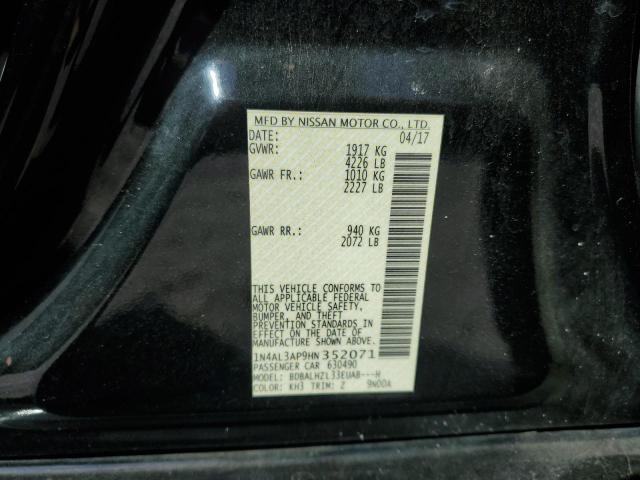 MFD BY NISSAN MOTOR CO., LTD.
DATE: 04/17
GVWR: 1917 KG
4226 LB
GAWR FR.: 1010 KG
2227 LB
GAWR RR.: 940 KG
2072 LB
THIS VEHICLE CONFORMS TO
ALL APPLICABLE FEDERAL
MOTOR VEHICLE SAFETY,
BUMPER, AND THEFT
PREVENTION STANDARDS IN
EFFECT ON THE DATE OF
MANUFACTURE SHOWN ABOVE.
1N4AL3AP9HN352071
PASSENGER CAR 630490
MODEL: BDBALHZL33EUAB---H
COLOR: KH3 TRIM: Z 9N00A